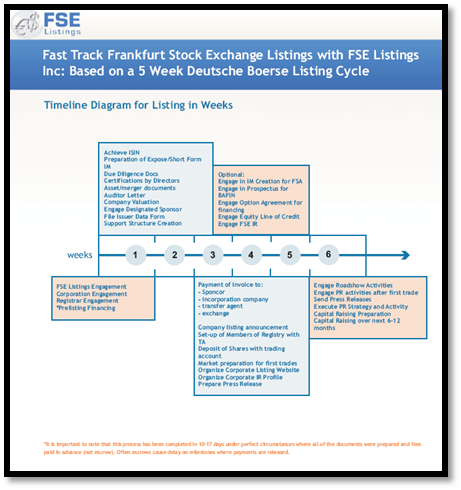 FSE
Listings
Fast Track Frankfurt Stock Exchange Listings with FSE Listings
Inc: Based on a 5 Week Deutsche Boerse Listing Cycle
Timeline Diagram for Listing in Weeks
Achieve ISIN
Preparation of Expose/Short Form
IM
Due Diligence Docs
Certifications by Directors
Asset/merger documents
Auditor Letter
Company Valuation
Engage Designated Sponsor
File Issuer Data Form
Support Structure Creation
Optional:
Engage in IM Creation for FSA
Engage in Prospectus for
BAFIN
Engage Option Agreement for
financing
Engage Equity Line of Credit
Engage FSE IR
weeks
1
2
3
4
5
6
FSE Listings Engagement
Corporation Engagement
Registrar Engagement
*Prelisting Financing
Payment of Invoice to:
- Sponcor
- incorporation company
- transfer agent
- exchange
Company listing announcement
Set-up of Members of Registry with
TA
Deposit of Shares with trading
account
Market preparation for first trades
Organize Corporate Listing Website
Organize Corporate IR Profile
Prepare Press Release
Engage Roadshow Activities
Engage PR activities after first trade
Send Press Releases
Execute PR Strategy and Activity
Capital Raising Preparation
Capital Raising over next 6-12
months
*It is important to note that this process has been completed in 10-17 days under perfect circumstances where all of the documents were prepared and fees
paid in advance (not escrow). Often escrows cause delay on milestones where payments are released.